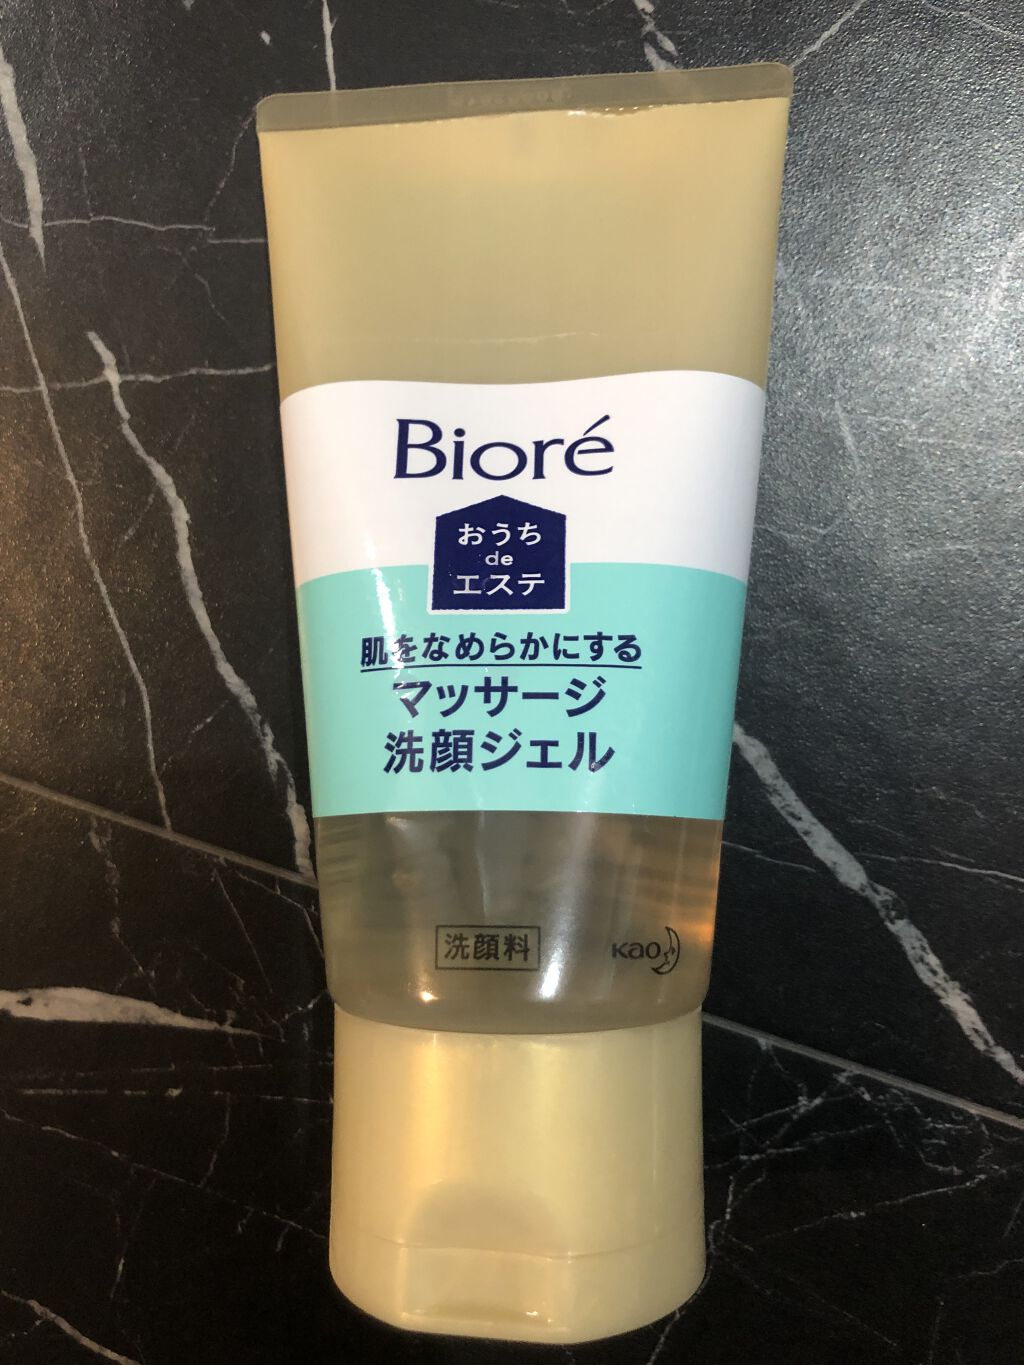 Bioré
おうち
de
エステ
肌をなめらかにする
マッサージ
洗顔ジェル
洗顔料
Kao